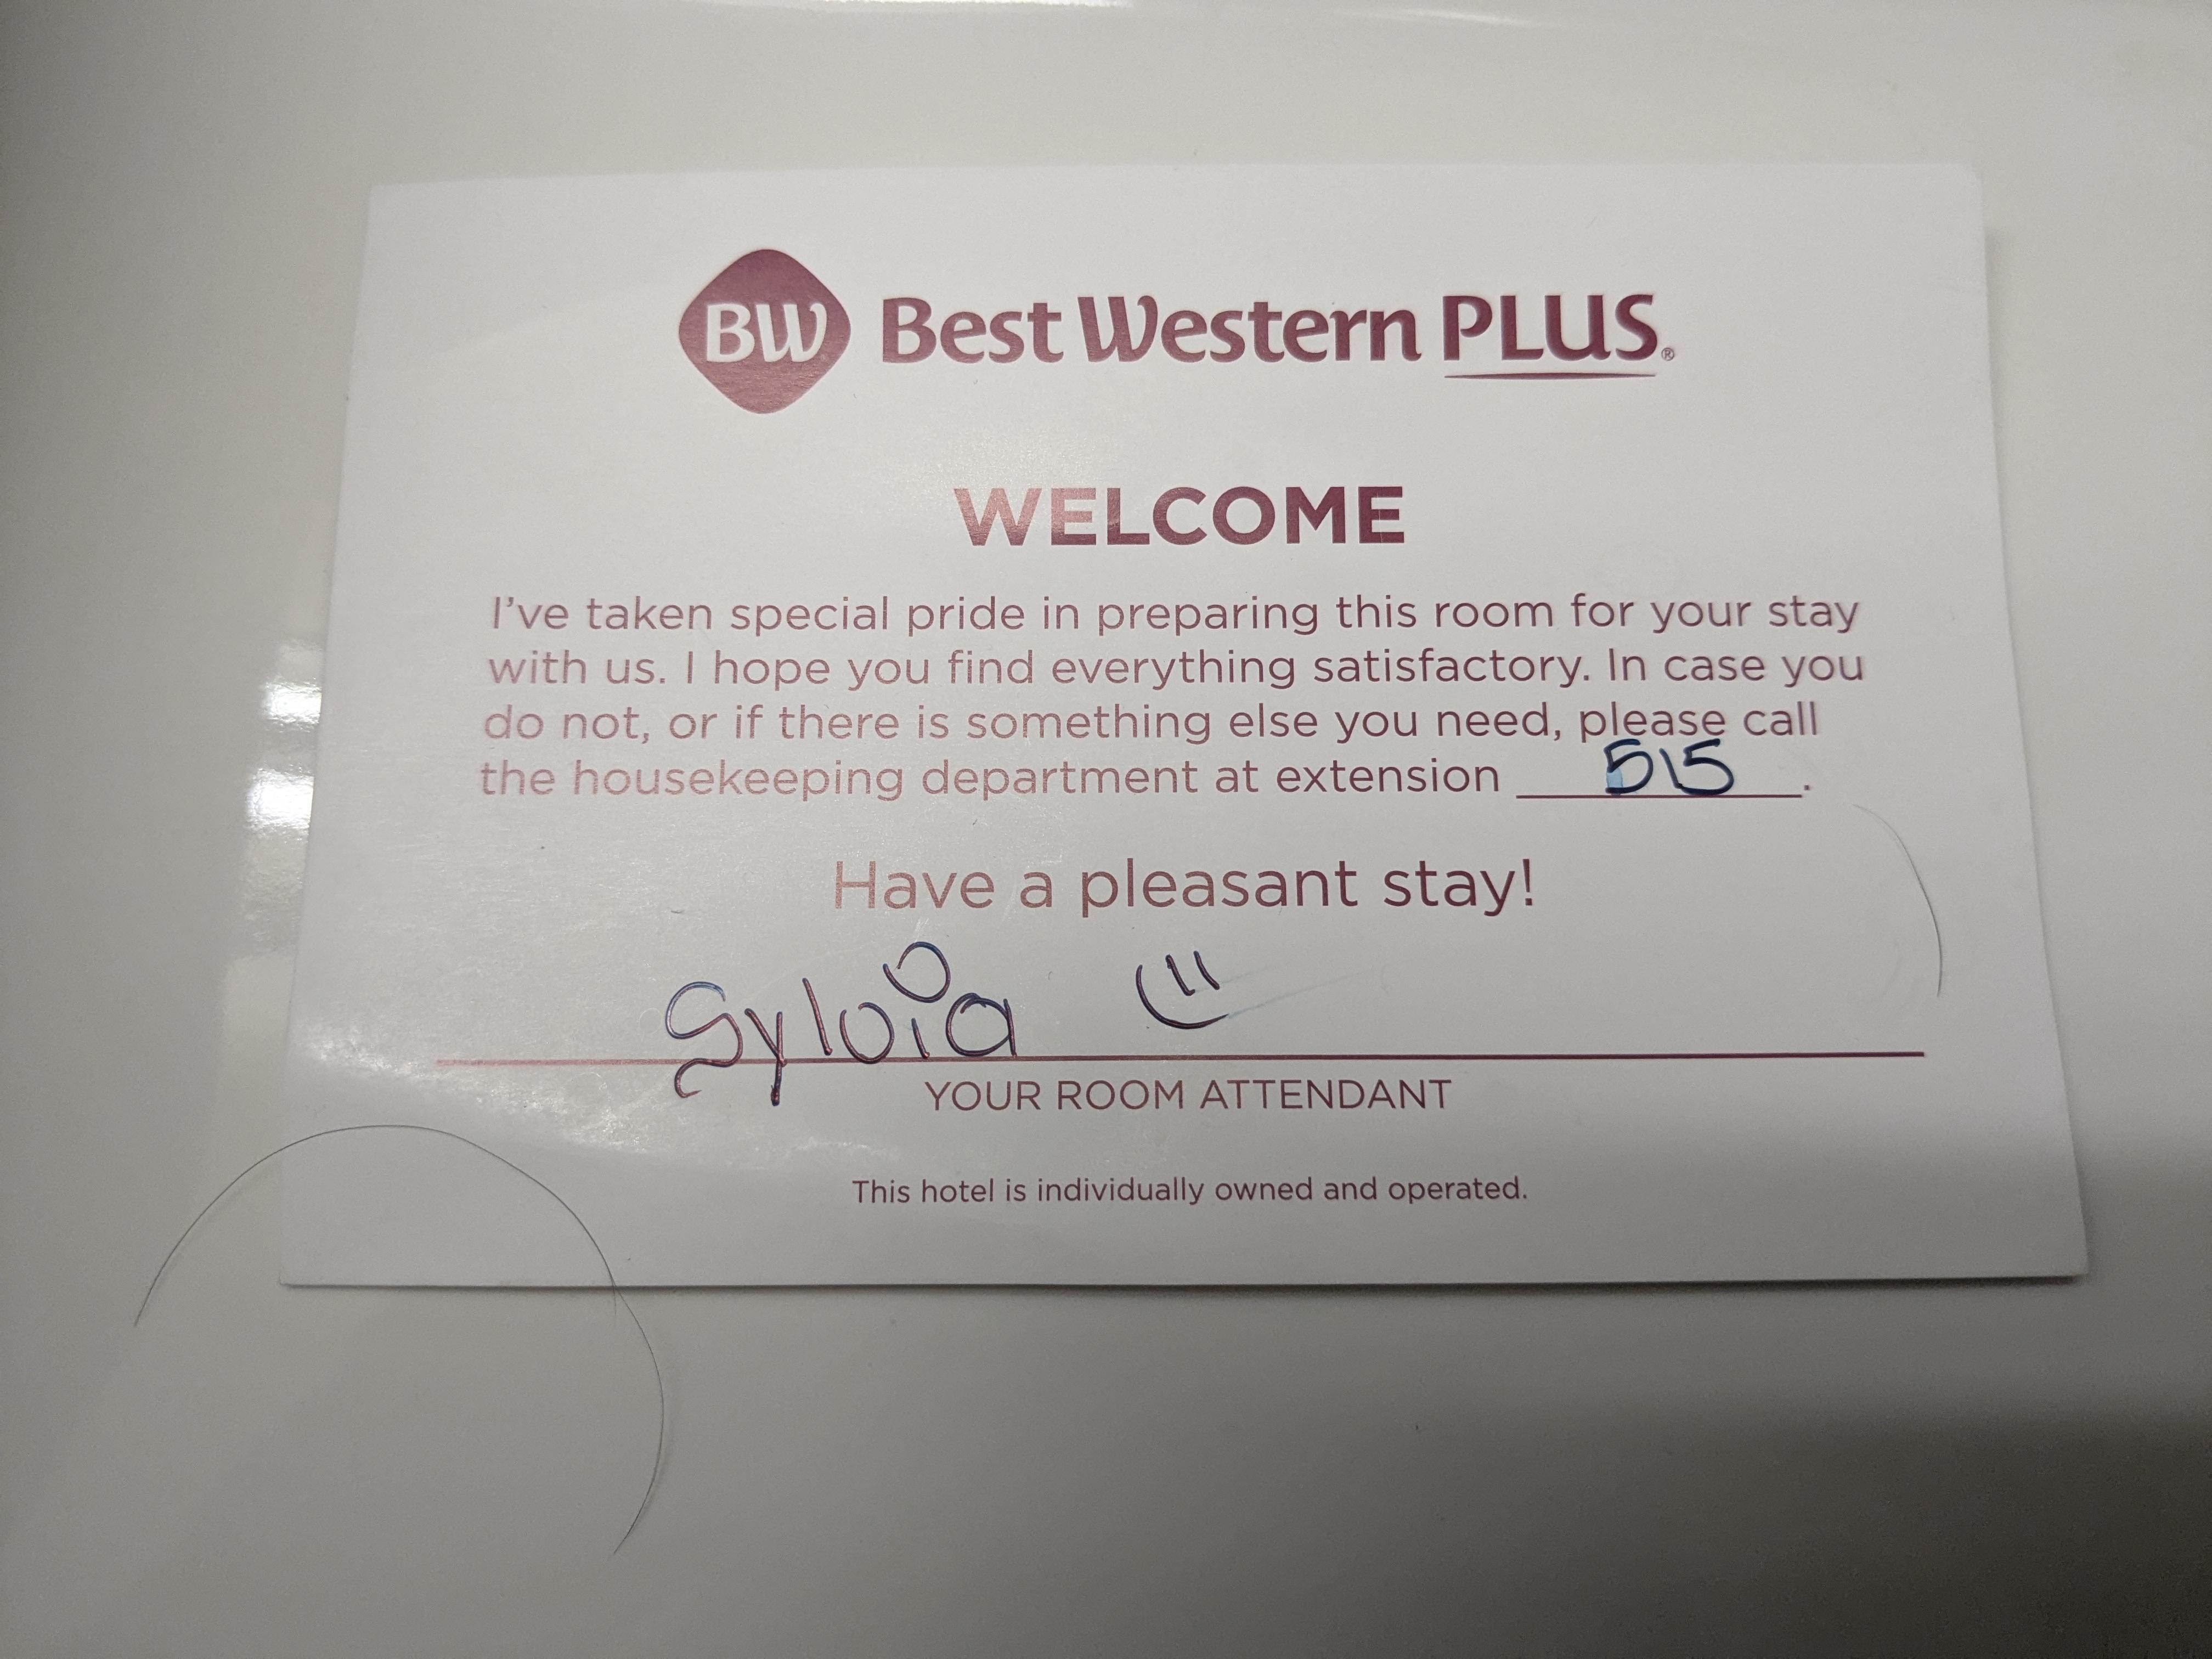 BW Best Western PLUS®
WELCOME
I've taken special pride in preparing this room for your stay
with us. I hope you find everything satisfactory. In case you
do not, or if there is something else you need, please call
the housekeeping department at extension 515.
Have a pleasant stay!
Sylvia
YOUR ROOM ATTENDANT
This hotel is individually owned and operated.